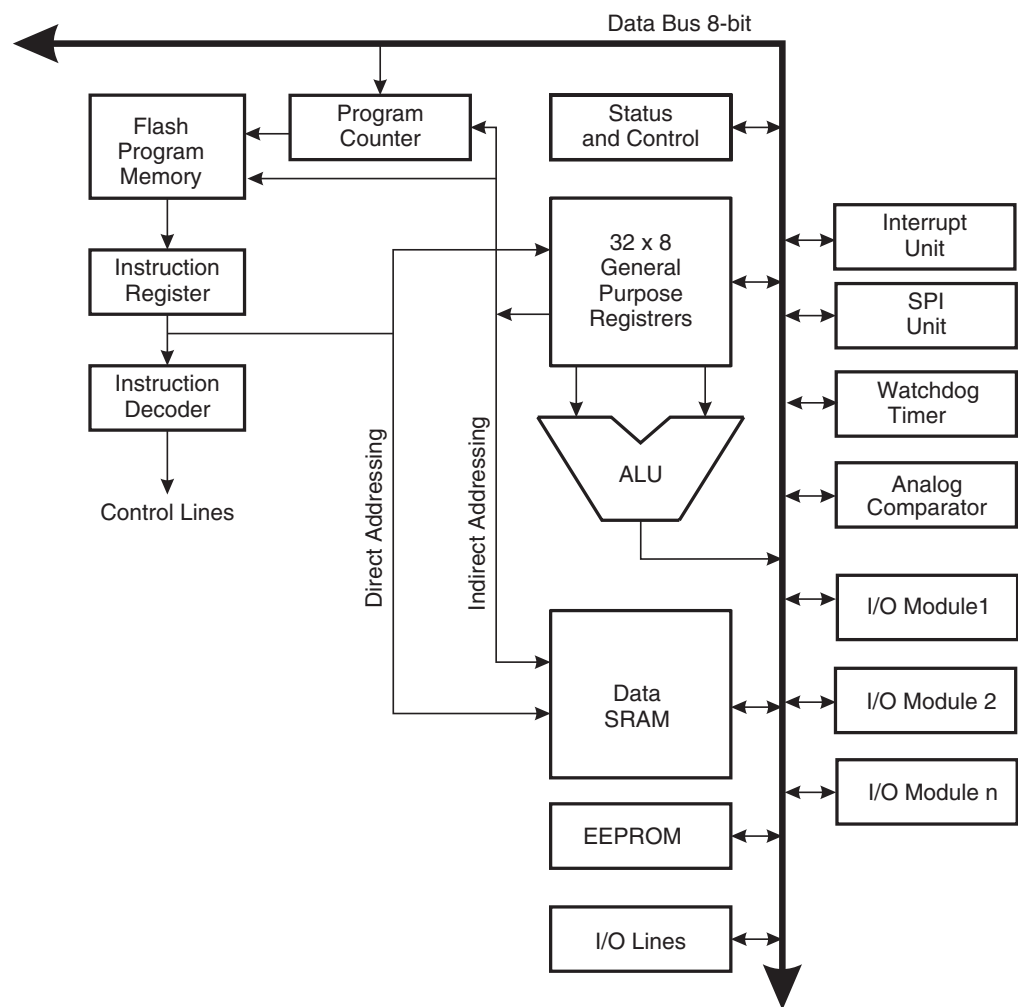 Data Bus 8-bit
Flash
Program
Memory
Program
Counter
Status
and Control
Interrupt
Unit
32 x 8
General
Purpose
Registrers
Instruction
Register
SPI
Unit
Instruction
Decoder
Watchdog
Timer
ALU
Analog
Comparator
Control Lines
Direct Addressing
Indirect Addressing
I/O Module1
Data
SRAM
I/O Module 2
I/O Module n
EEPROM
I/O Lines